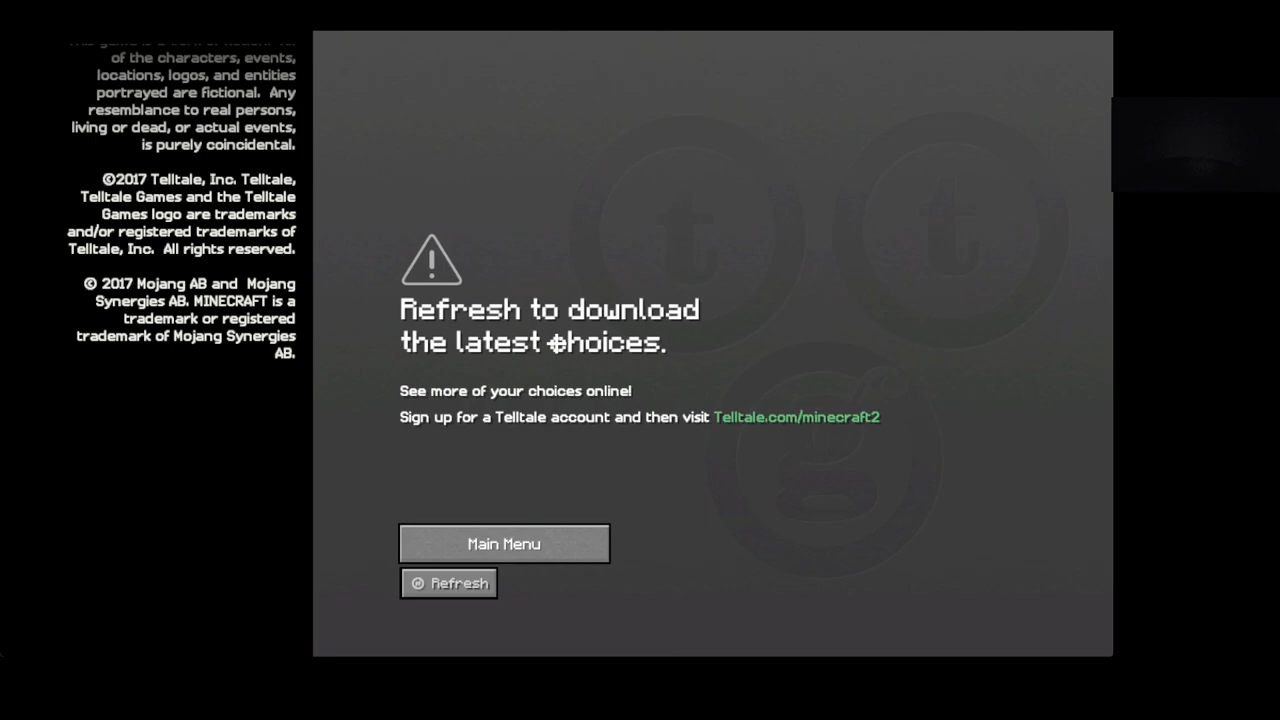 of the characters, events,
locations, logos, and entities
portrayed are fictional. Any
resemblance to real persons,
living or dead, or actual events,
is purely coincidental.
©2017 Telltale, Inc. Telltale,
Telltale Games and the Telltale
Games logo are trademarks
and/or registered trademarks of
Telltale, Inc. All rights reserved.
© 2017 Mojang AB and Mojang
Synergies AB. MINECRAFT is a
trademark or registered
trademark of Mojang Synergies
AB.
Refresh to download
the latest choices.
See more of your choices online!
Sign up for a Telltale account and then visit Telltale.com/minecraft2
Main Menu
Refresh